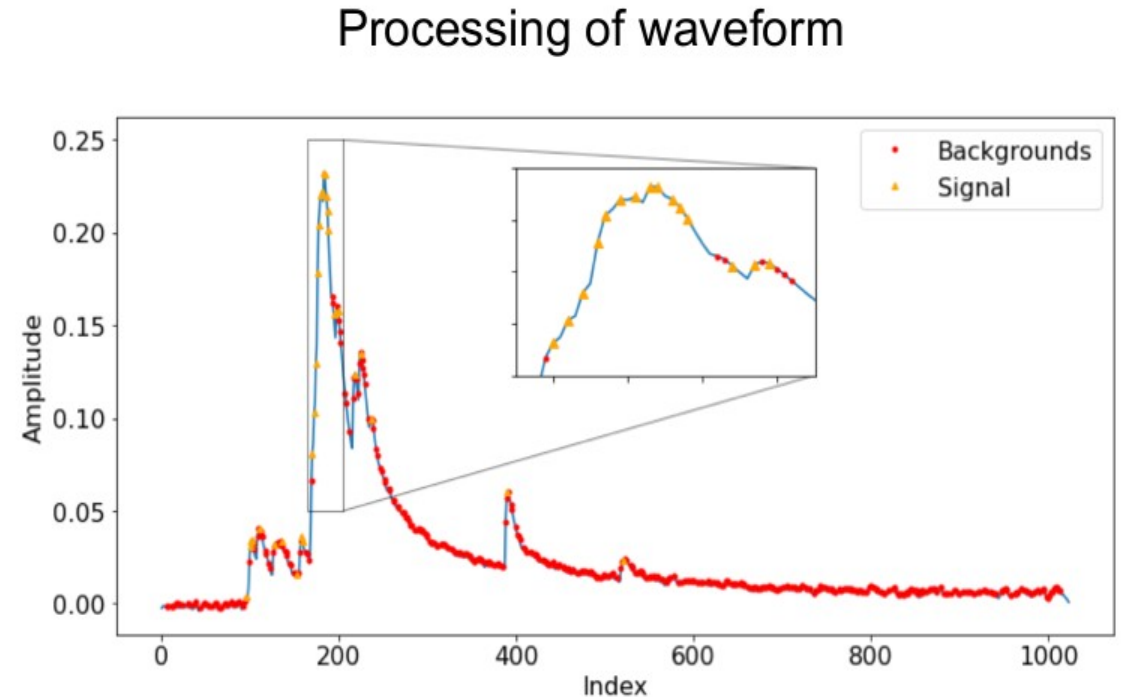 Processing of waveform
0.25
0.20
0.15
0.10
0.05
0.00
Amplitude
Backgrounds
Signal
0 200 400 600 800 1000
Index